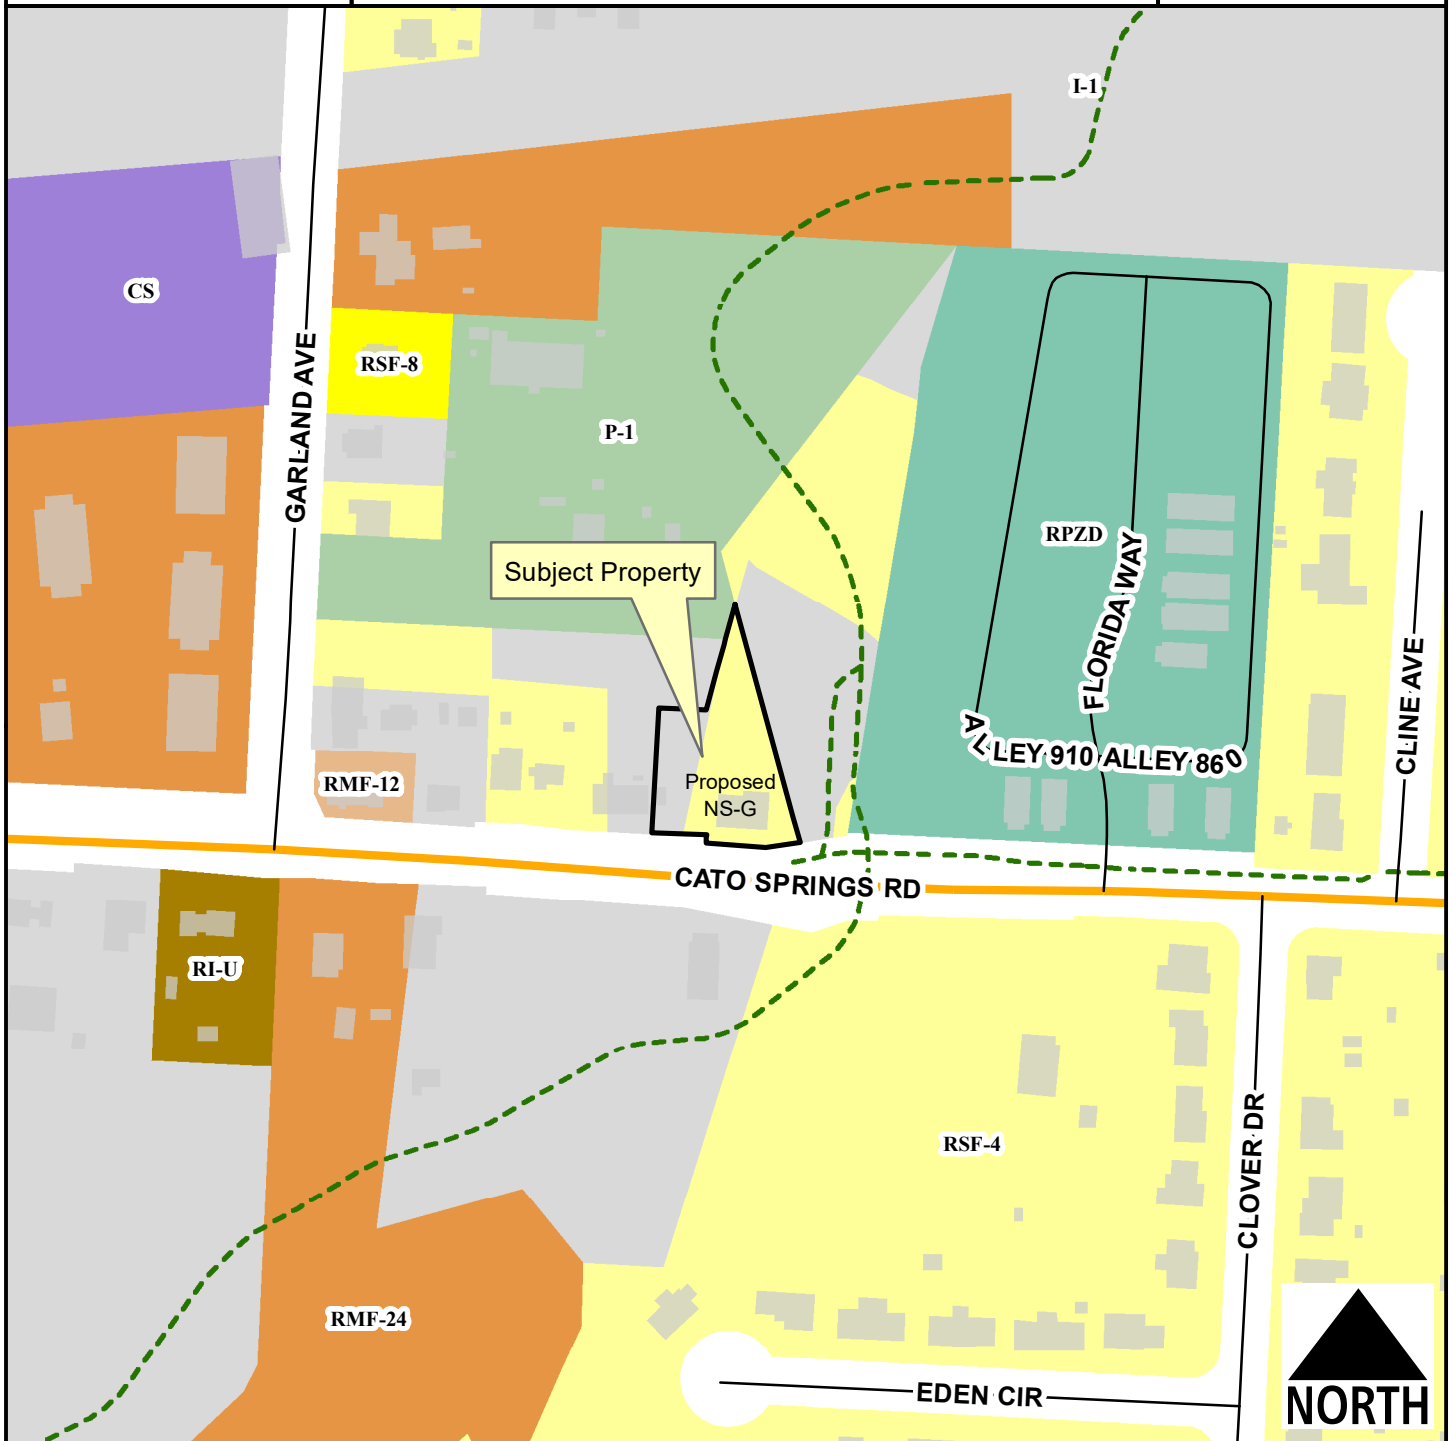 I-1
CS
GARLAND AVE
RSF-8
P-1
RPZD
Subject Property
FLORIDA WAY
CLINE AVE
ALLEY 910
ALLEY 860
RMF-12
Proposed
NS-G
CATO SPRINGS RD
RI-U
RSF-4
CLOVER DR
RMF-24
EDEN CIR
NORTH